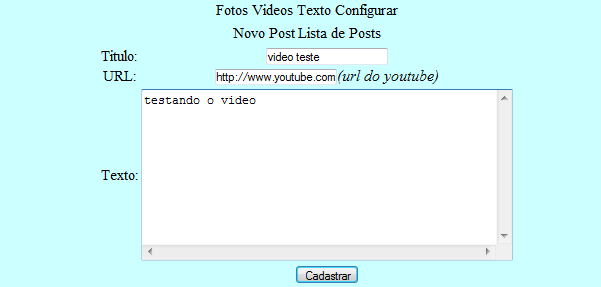 Fotos Videos Texto Configurar
Novo Post Lista de Posts
Titulo: video teste
URL: http://www.youtube.com (url do youtube)
testando o video
Texto:
Cadastrar